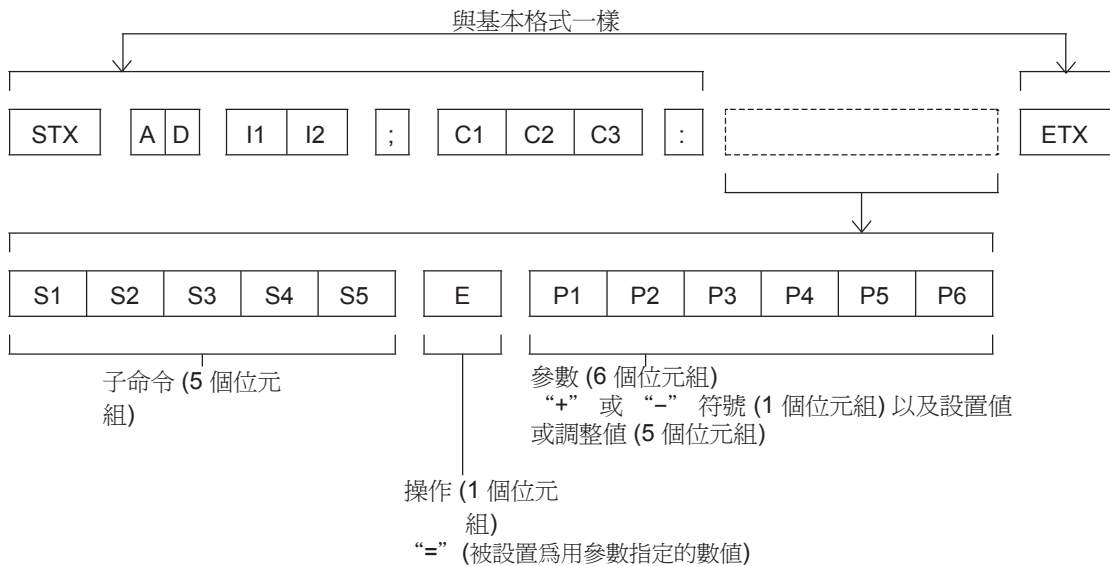 與基本格式一樣
STX A D I1 I2 ; C1 C2 C3 : ETX
S1 S2 S3 S4 S5 E P1 P2 P3 P4 P5 P6
子命令 (5 個位元
組)
參數 (6 個位元組)
“+” 或 “−” 符號 (1 個位元組) 以及設置值
或調整值 (5 個位元組)
操作 (1 個位元
組)
“=” (被設置爲用參數指定的數值)